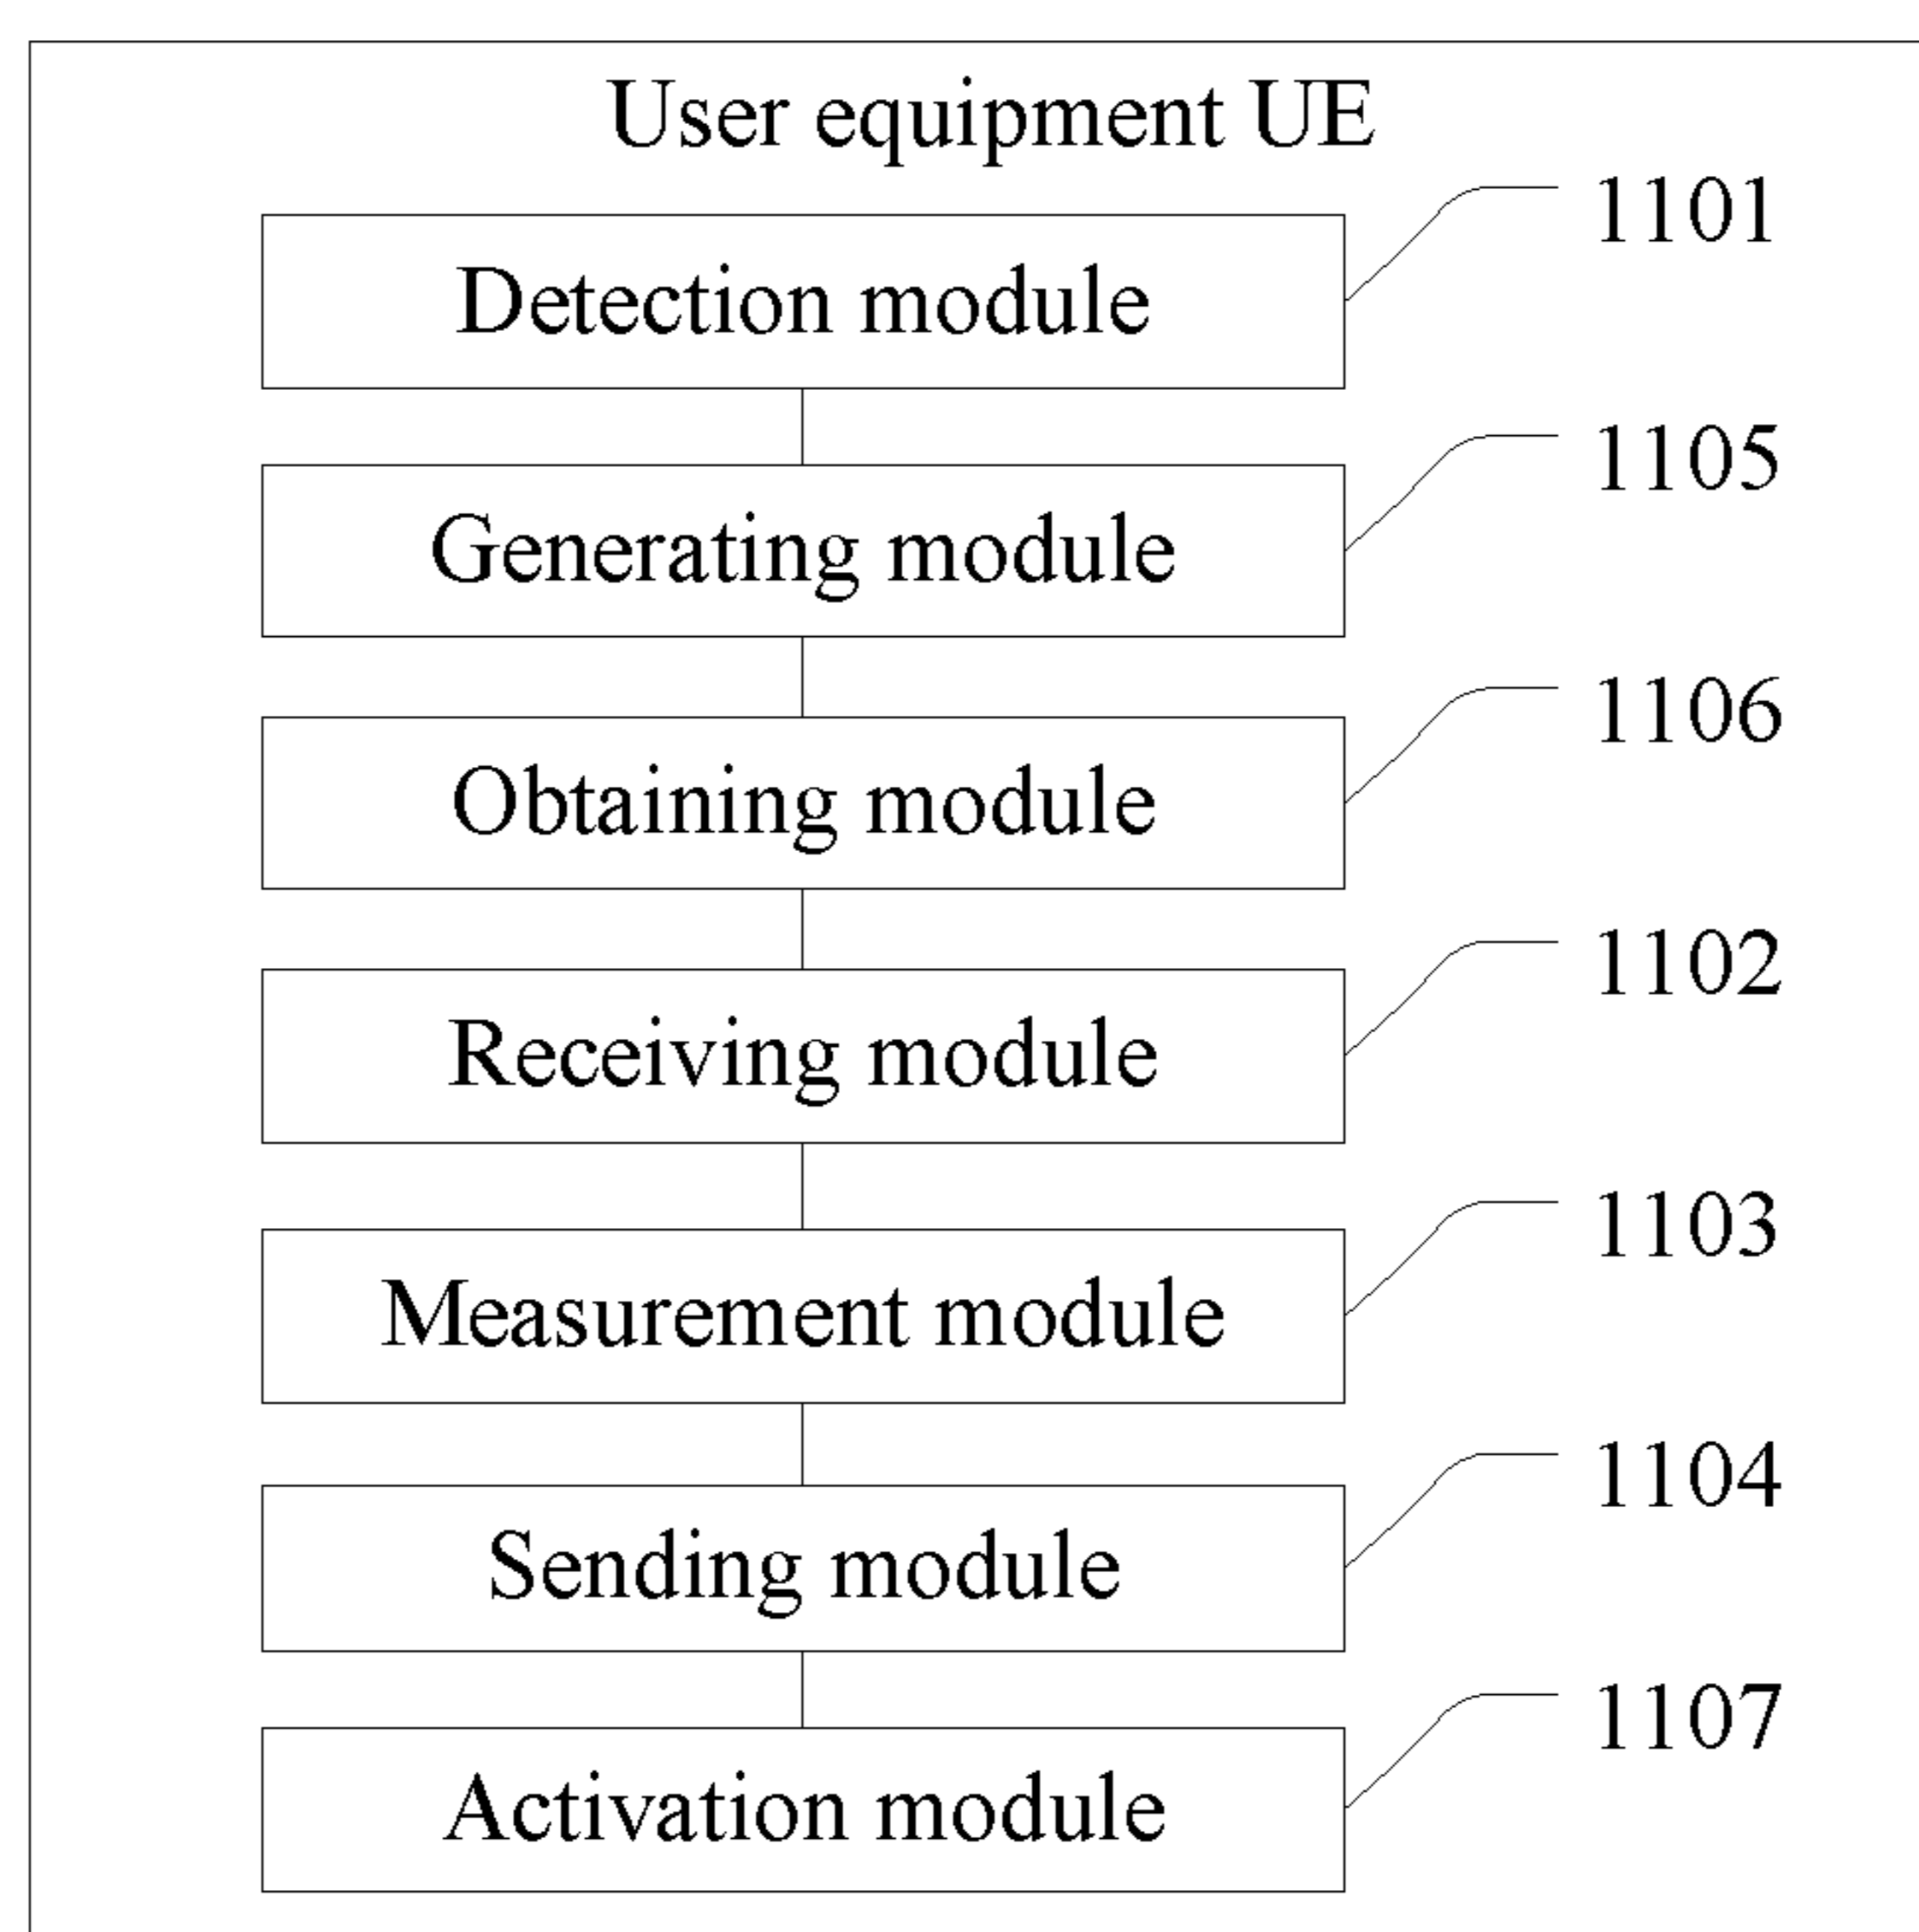 User equipment UE
1101
Detection module
1105
Generating module
1106
Obtaining module
1102
Receiving module
1103
Measurement module
1104
Sending module
1107
Activation module